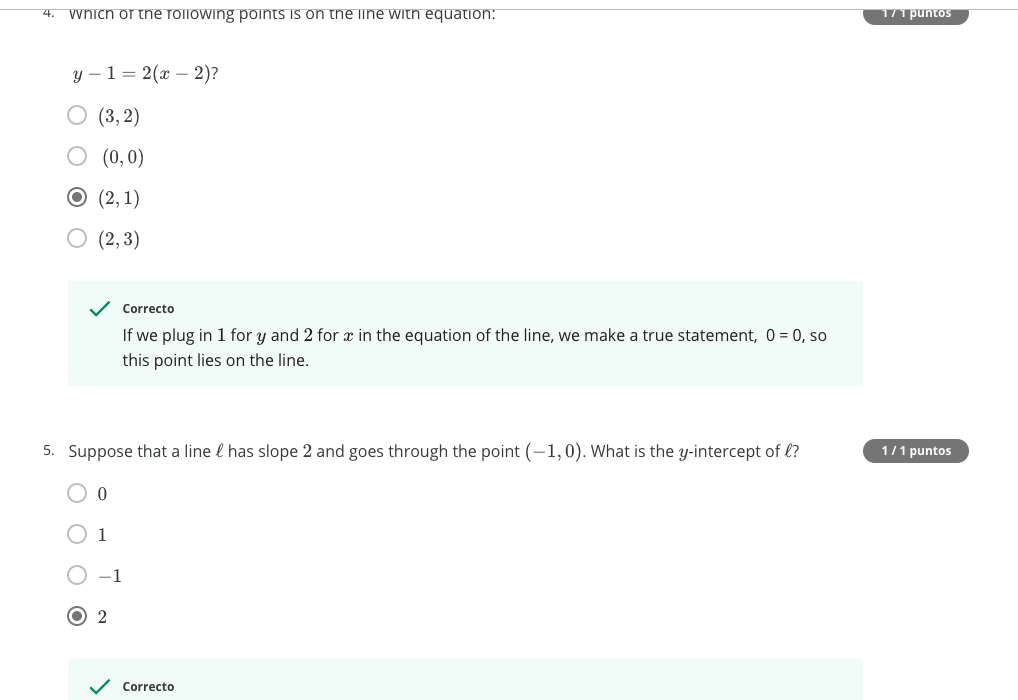 4. Which of the following points is on the line with equation:
1 / 1 puntos
y − 1 = 2(x − 2)?
(3, 2)
(0, 0)
(2, 1)
(2, 3)
Correcto
If we plug in 1 for y and 2 for x in the equation of the line, we make a true statement, 0 = 0, so
this point lies on the line.
5. Suppose that a line ℓ has slope 2 and goes through the point (−1, 0). What is the y-intercept of ℓ?
1 / 1 puntos
0
1
−1
2
Correcto